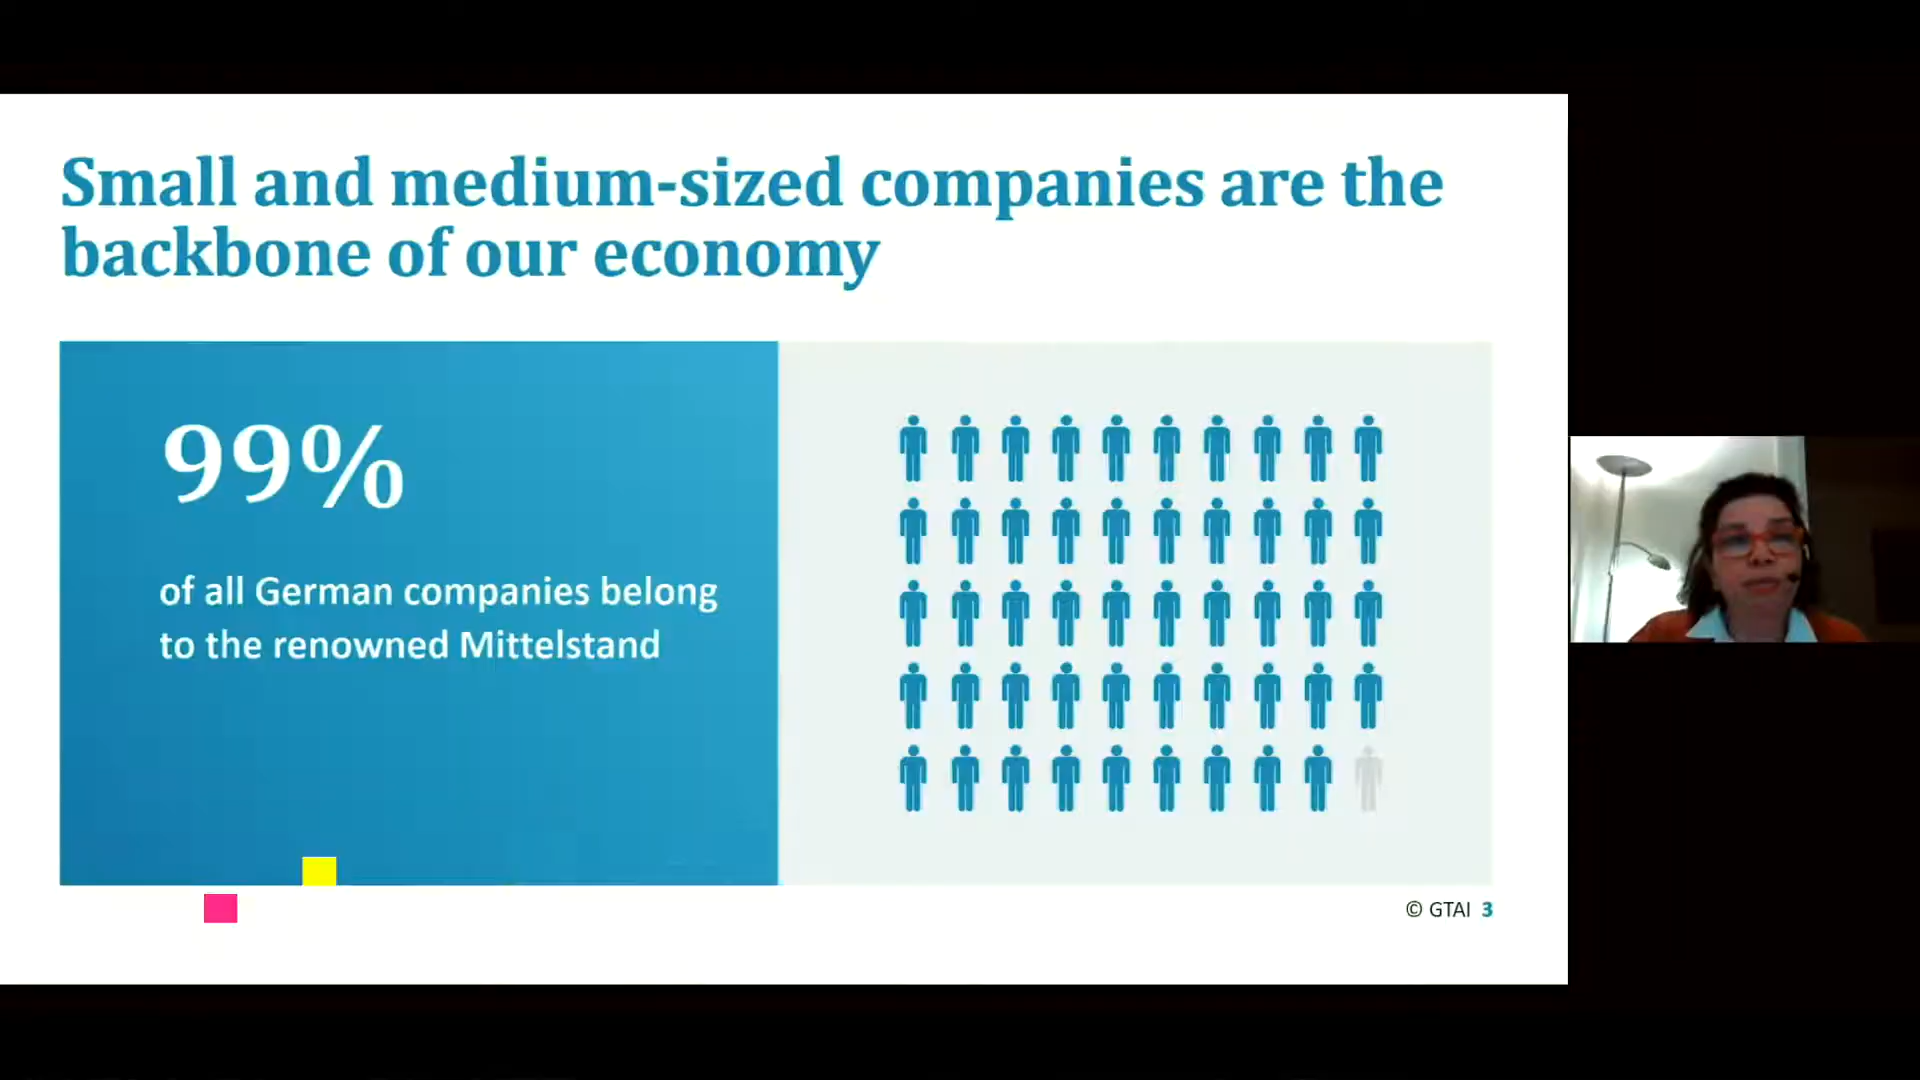 Small and medium-sized companies are the
backbone of our economy
99%
of all German companies belong
to the renowned Mittelstand
© GTAI 3